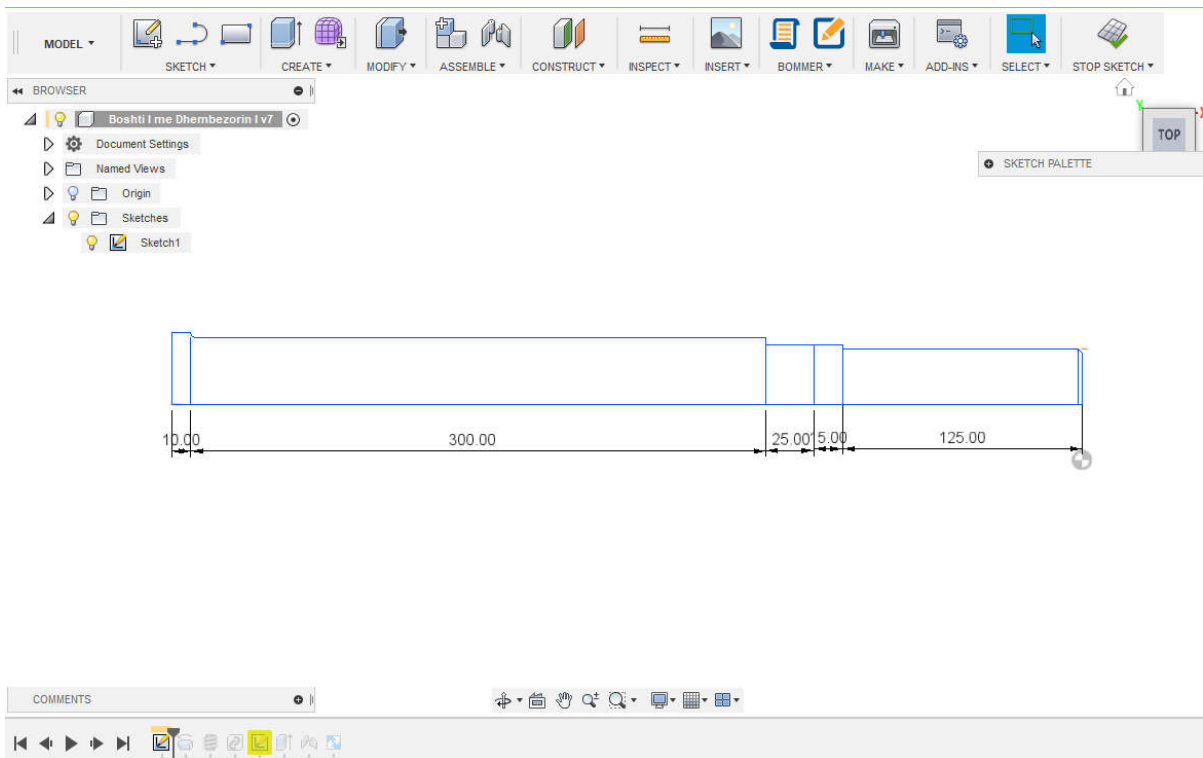 MODEL
SKETCH CREATE MODIFY ASSEMBLE CONSTRUCT INSPECT INSERT BOMMER MAKE ADD-INS SELECT STOP SKETCH
BROWSER
Boshti I me Dhembezorin I v7
Document Settings
Named Views
Origin
Sketches
Sketch1
TOP
SKETCH PALETTE
10.00 300.00 25.00 15.00 125.00
COMMENTS